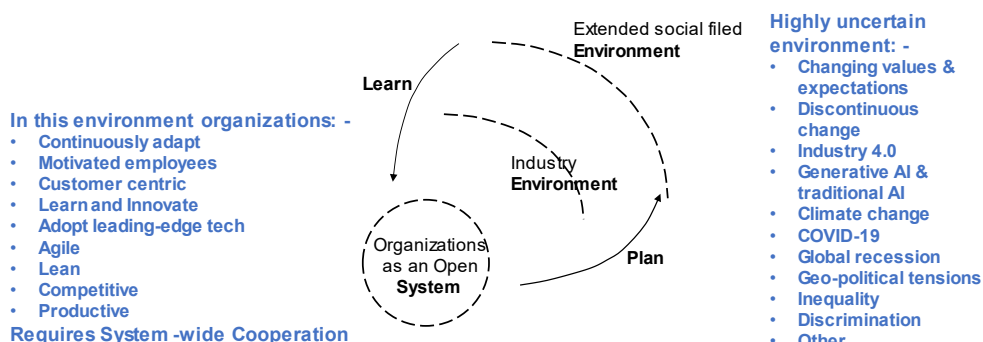 In this environment organizations: -
• Continuously adapt
• Motivated employees
• Customer centric
• Learn and Innovate
• Adopt leading-edge tech
• Agile
• Lean
• Competitive
• Productive
Requires System -wide Cooperation
Learn
Extended social filed
Environment
Industry
Environment
Organizations
as an Open
System
Plan
Highly uncertain
environment: -
• Changing values &
expectations
• Discontinuous
change
• Industry 4.0
• Generative AI &
traditional AI
• Climate change
• COVID-19
• Global recession
• Geo-political tensions
• Inequality
• Discrimination
• Other